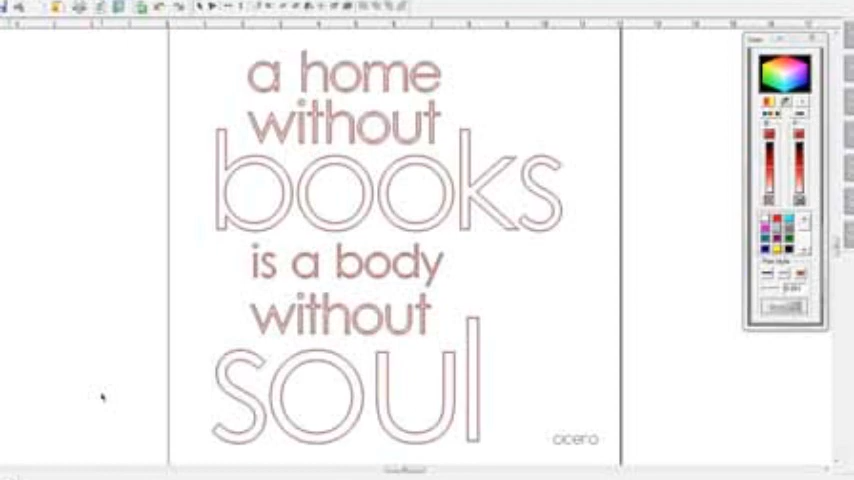 a home
without
books
is a body
without
soul
cicero